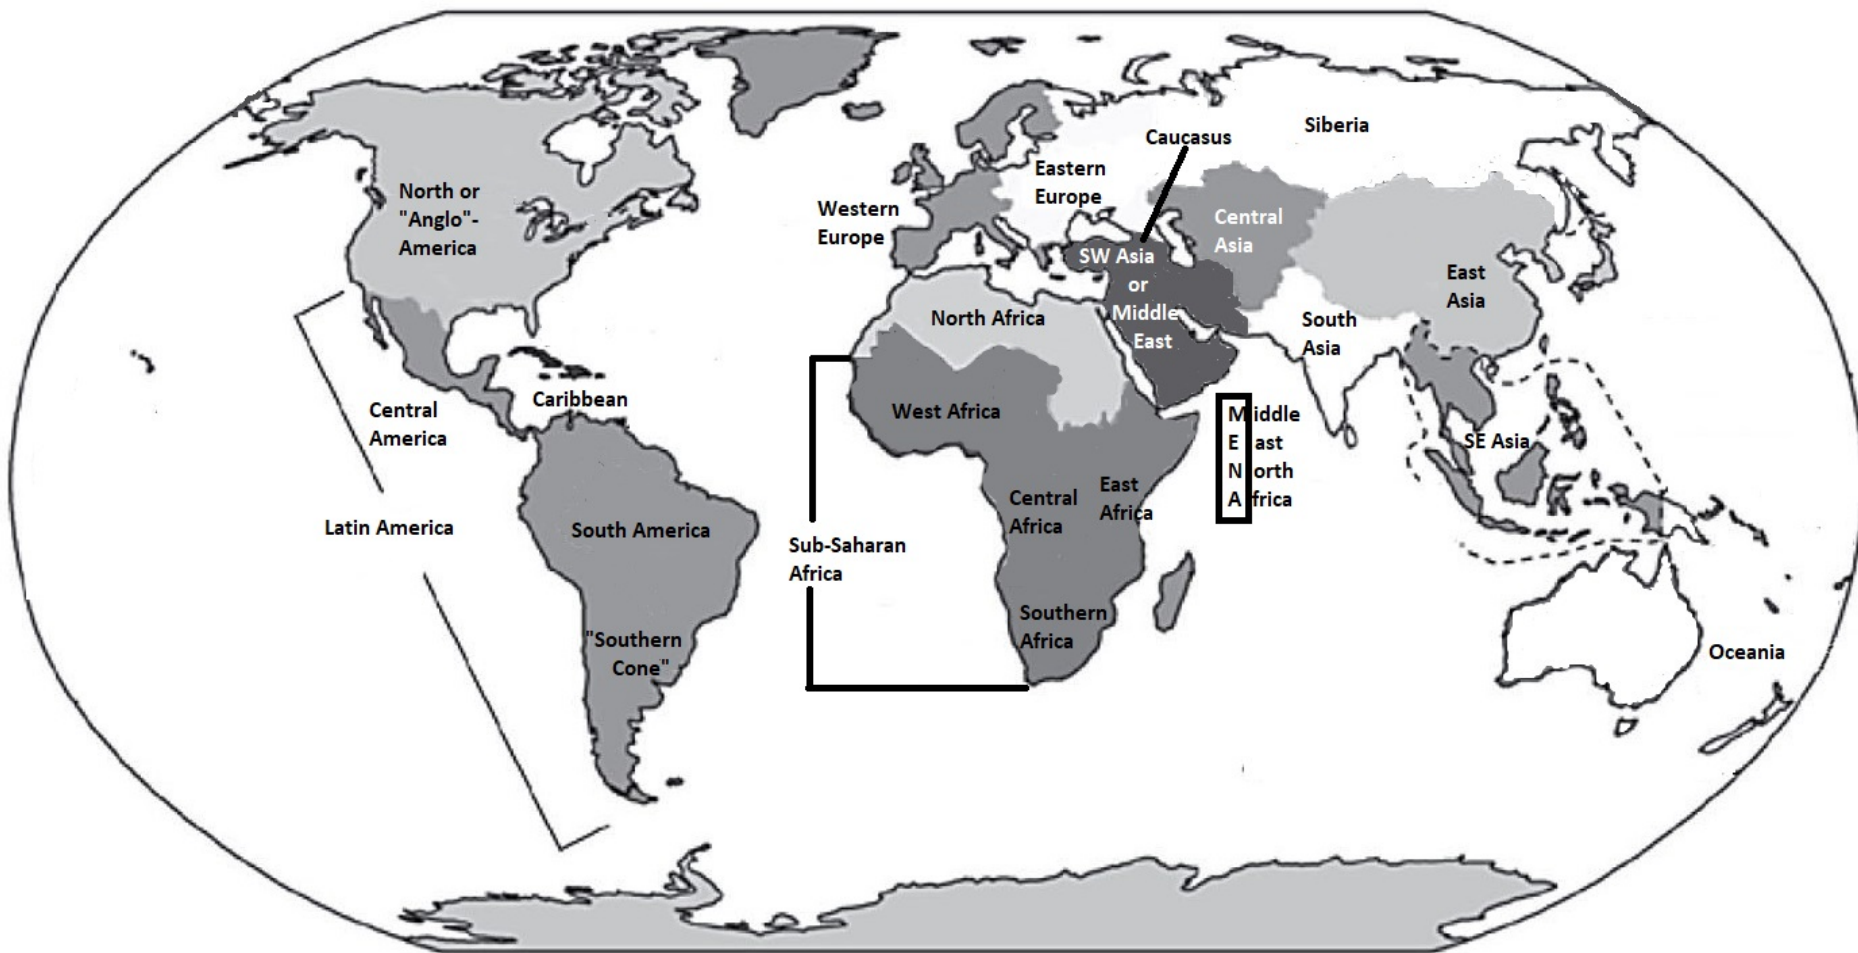 Caucasus
Siberia
Eastern
Europe
North or
"Anglo"-
America
Western
Europe
Central
Asia
SW Asia
or
Middle
East
East
Asia
North Africa
South
Asia
Caribbean
Central
America
West Africa
Middle
East
North
Africa
SE Asia
Latin America
South America
Central
Africa
East
Africa
Sub-Saharan
Africa
"Southern
Cone"
Southern
Africa
Oceania